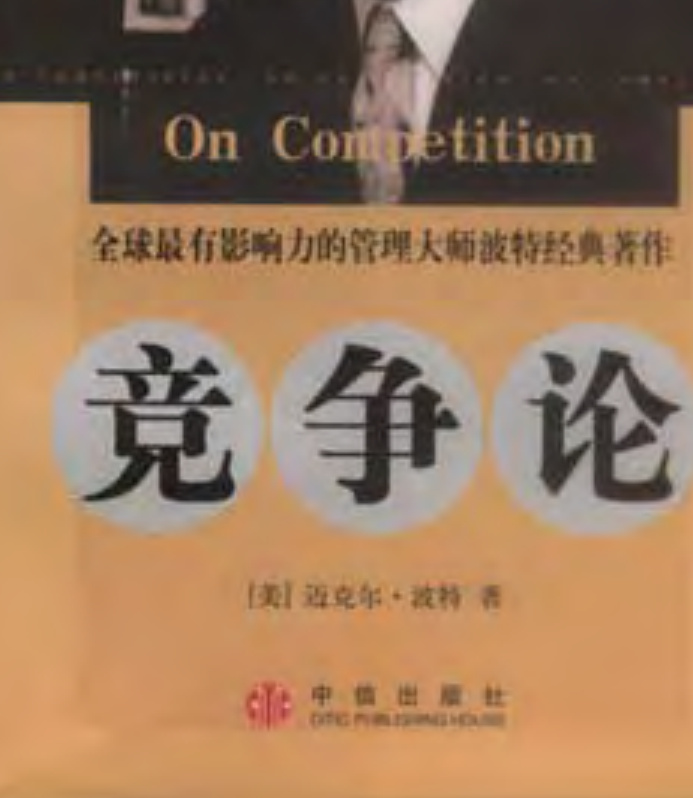 On Competition
全球最有影响力的管理大师波特经典著作
竞争论
[美] 迈克尔·波特 著
中信出版社
CITIC PUBLISHING HOUSE